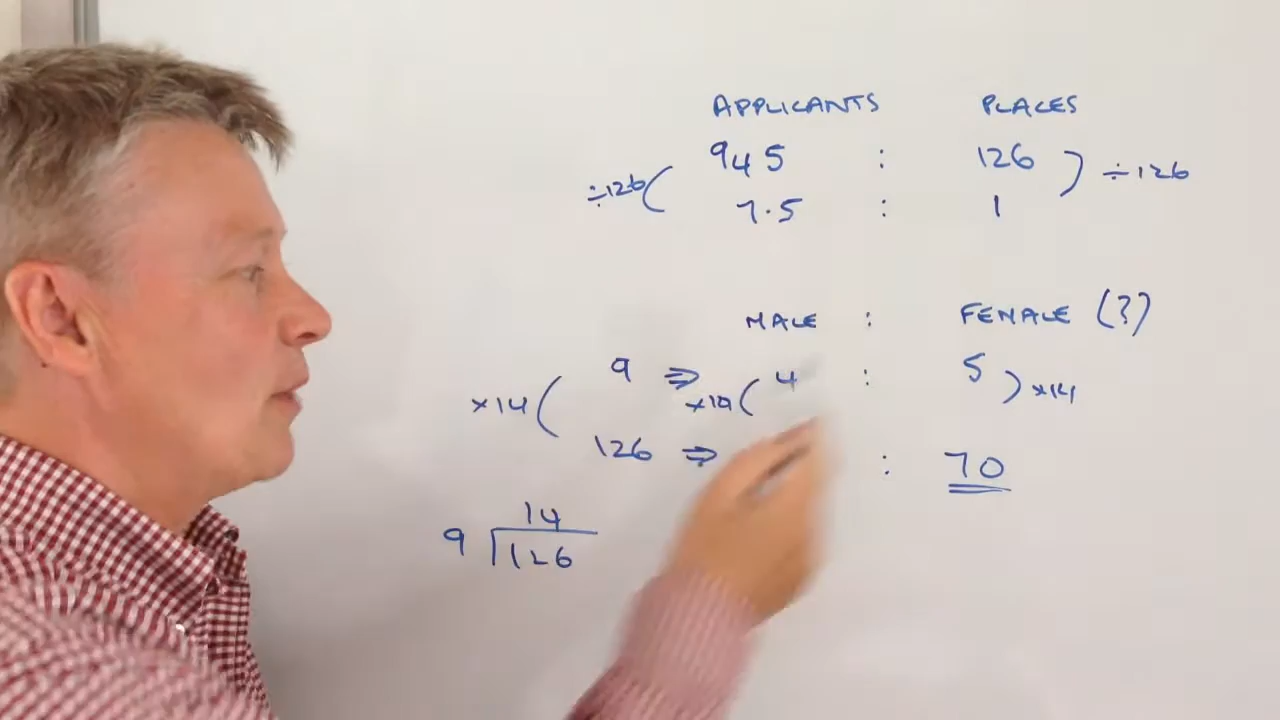 APPLICANTS PLACES
945 : 126
÷126 ( ) ÷126
7.5 : 1
MALE : FEMALE (?)
9 ⇒ 4 : 5
×14 ( ×14 ( ) ×14
126 ⇒ : 70
14
9 126